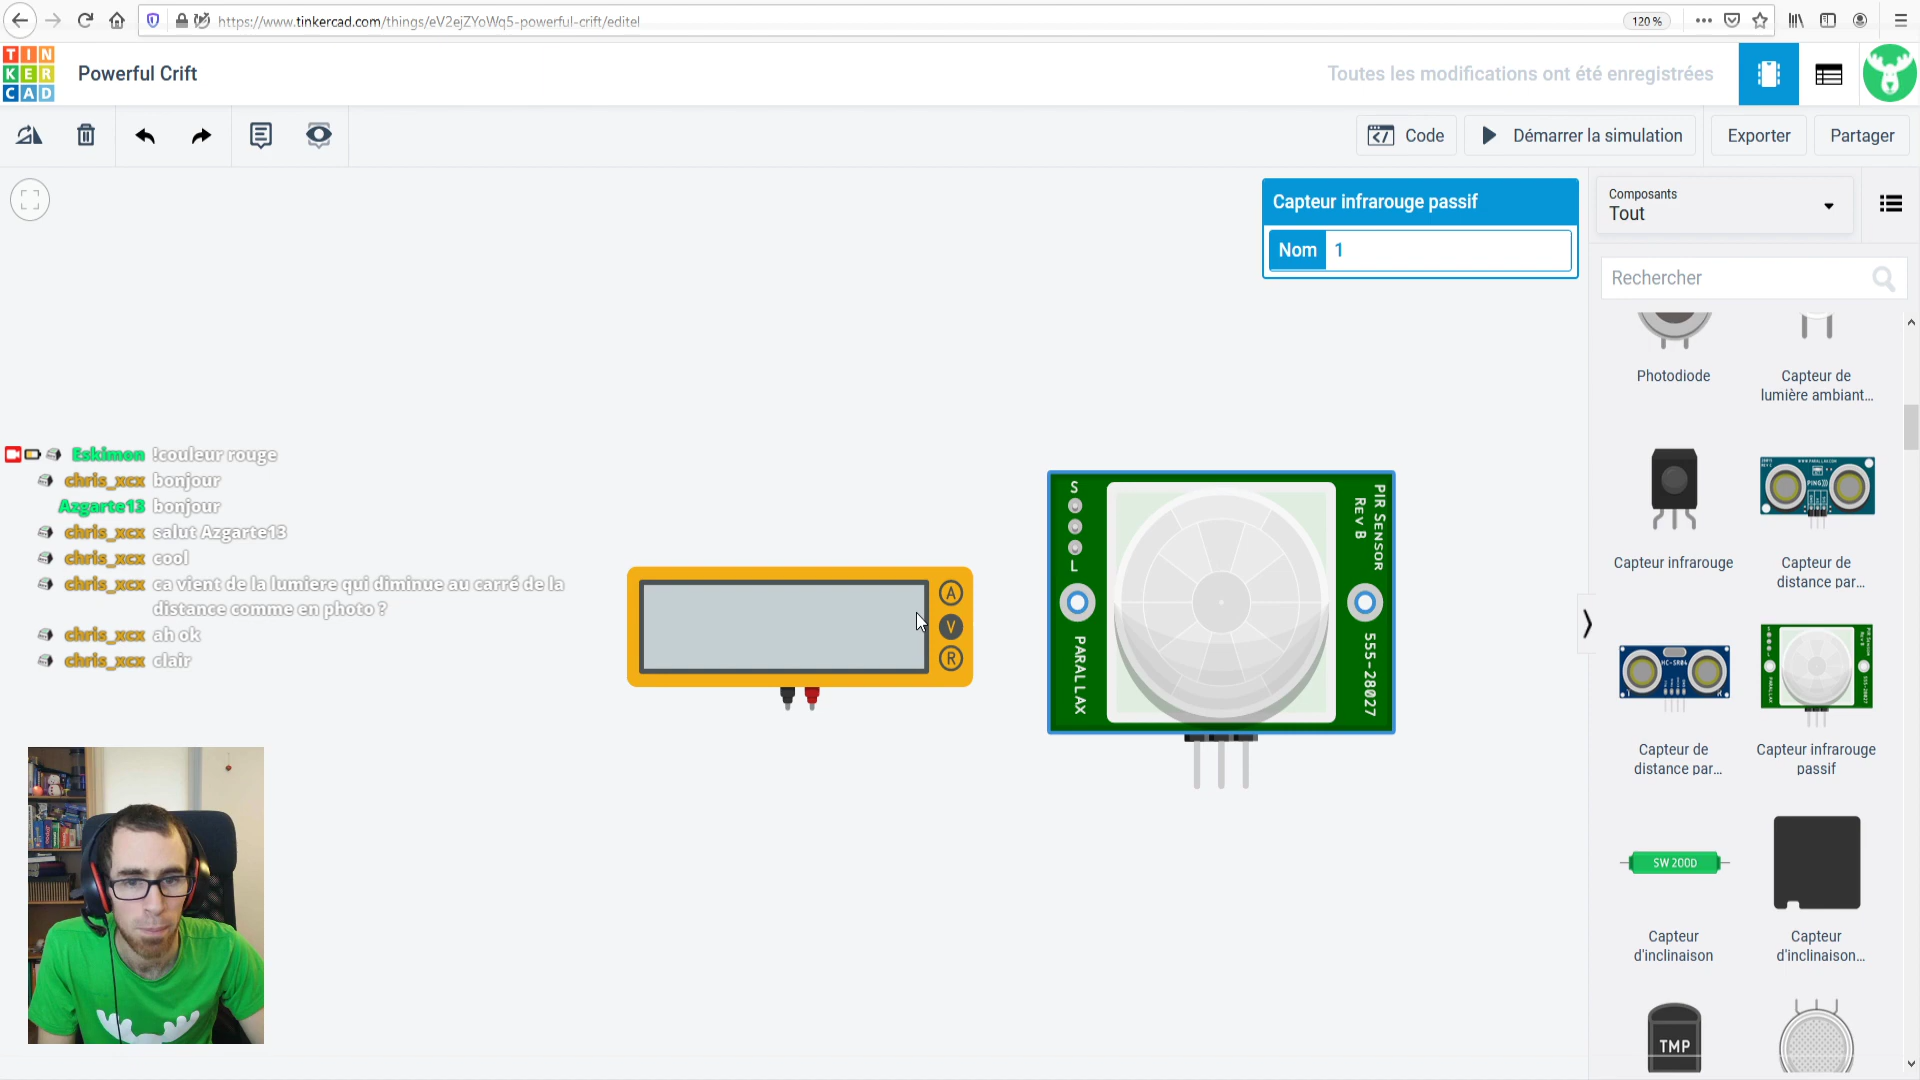 https://www.tinkercad.com/things/eV2ejZYoWq5-powerful-crift/editel
120 %
TIN
KER
CAD
Powerful Crift
Toutes les modifications ont été enregistrées
Code
Démarrer la simulation
Exporter
Partager
Capteur infrarouge passif
Nom 1
Composants
Tout
Rechercher
Photodiode
Capteur de
lumière ambiant...
Capteur infrarouge
Capteur de
distance par...
HC-SR04
Capteur de
distance par...
Capteur infrarouge
passif
SW 200D
Capteur
d'inclinaison
Capteur
d'inclinaison...
TMP
Eskimon !couleur rouge
chris_xcx bonjour
Azgarte13 bonjour
chris_xcx salut Azgarte13
chris_xcx cool
chris_xcx ca vient de la lumiere qui diminue au carré de la
distance comme en photo ?
chris_xcx ah ok
chris_xcx clair
A
V
R
S
L
PARALLAX
PIR SENSOR
REV B
555-28027
PING)))